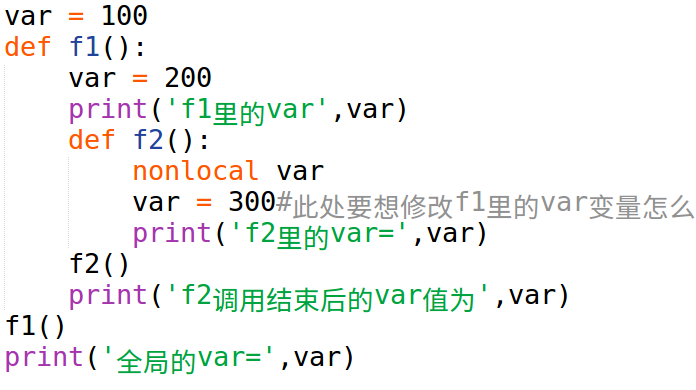 var = 100
def f1():
    var = 200
    print('f1里的var',var)
    def f2():
        nonlocal var
        var = 300#此处要想修改f1里的var变量怎么
        print('f2里的var=',var)
    f2()
    print('f2调用结束后的var值为',var)
f1()
print('全局的var=',var)